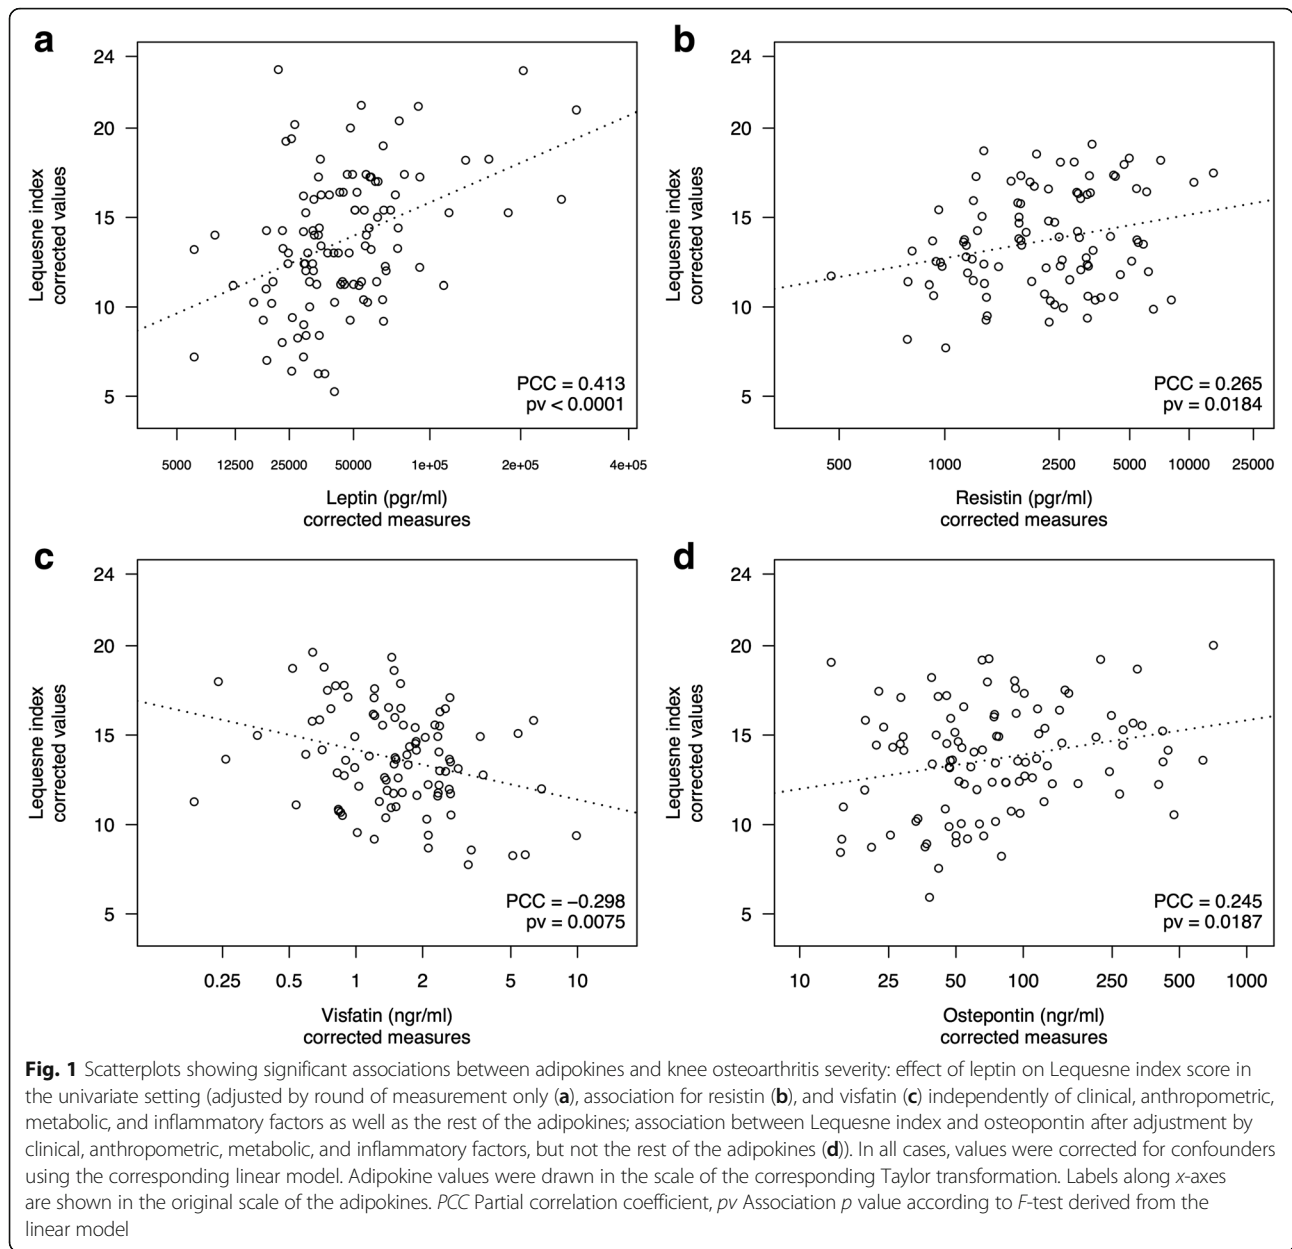 a
24
20
15
10
5
Lequesne index
corrected values
PCC = 0.413
pv < 0.0001
5000 12500 25000 50000 1e+05 2e+05 4e+05
Leptin (pgr/ml)
corrected measures
b
24
20
15
10
5
Lequesne index
corrected values
PCC = 0.265
pv = 0.0184
500 1000 2500 5000 10000 25000
Resistin (pgr/ml)
corrected measures
c
24
20
15
10
5
Lequesne index
corrected values
PCC = −0.298
pv = 0.0075
0.25 0.5 1 2 5 10
Visfatin (ngr/ml)
corrected measures
d
24
20
15
10
5
Lequesne index
corrected values
PCC = 0.245
pv = 0.0187
10 25 50 100 250 500 1000
Ostepontin (ngr/ml)
corrected measures
Fig. 1 Scatterplots showing significant associations between adipokines and knee osteoarthritis severity: effect of leptin on Lequesne index score in
the univariate setting (adjusted by round of measurement only (a), association for resistin (b), and visfatin (c) independently of clinical, anthropometric,
metabolic, and inflammatory factors as well as the rest of the adipokines; association between Lequesne index and osteopontin after adjustment by
clinical, anthropometric, metabolic, and inflammatory factors, but not the rest of the adipokines (d)). In all cases, values were corrected for confounders
using the corresponding linear model. Adipokine values were drawn in the scale of the corresponding Taylor transformation. Labels along x-axes
are shown in the original scale of the adipokines. PCC Partial correlation coefficient, pv Association p value according to F-test derived from the
linear model